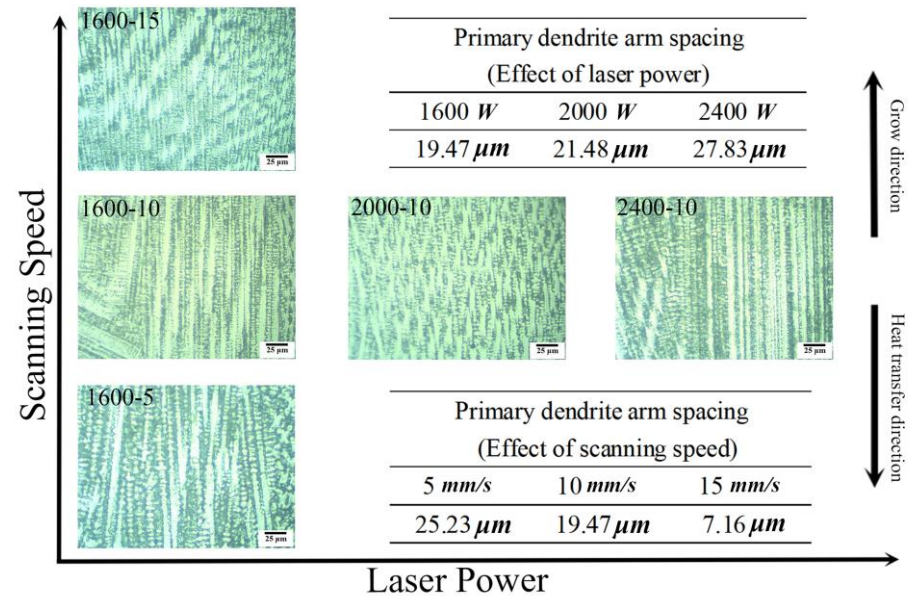 1600-15
25 μm
Primary dendrite arm spacing
(Effect of laser power)
1600 W 2000 W 2400 W
19.47 μm 21.48 μm 27.83 μm
Grow direction
Scanning Speed
1600-10
25 μm
2000-10
25 μm
2400-10
25 μm
1600-5
25 μm
Primary dendrite arm spacing
(Effect of scanning speed)
5 mm/s 10 mm/s 15 mm/s
25.23 μm 19.47 μm 7.16 μm
Heat transfer direction
Laser Power